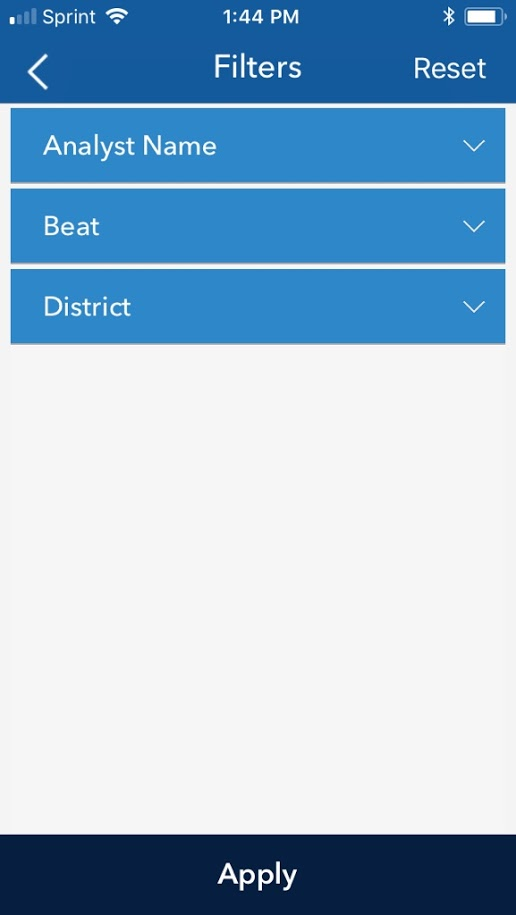 Sprint 1:44 PM
Filters Reset
Analyst Name
Beat
District
Apply